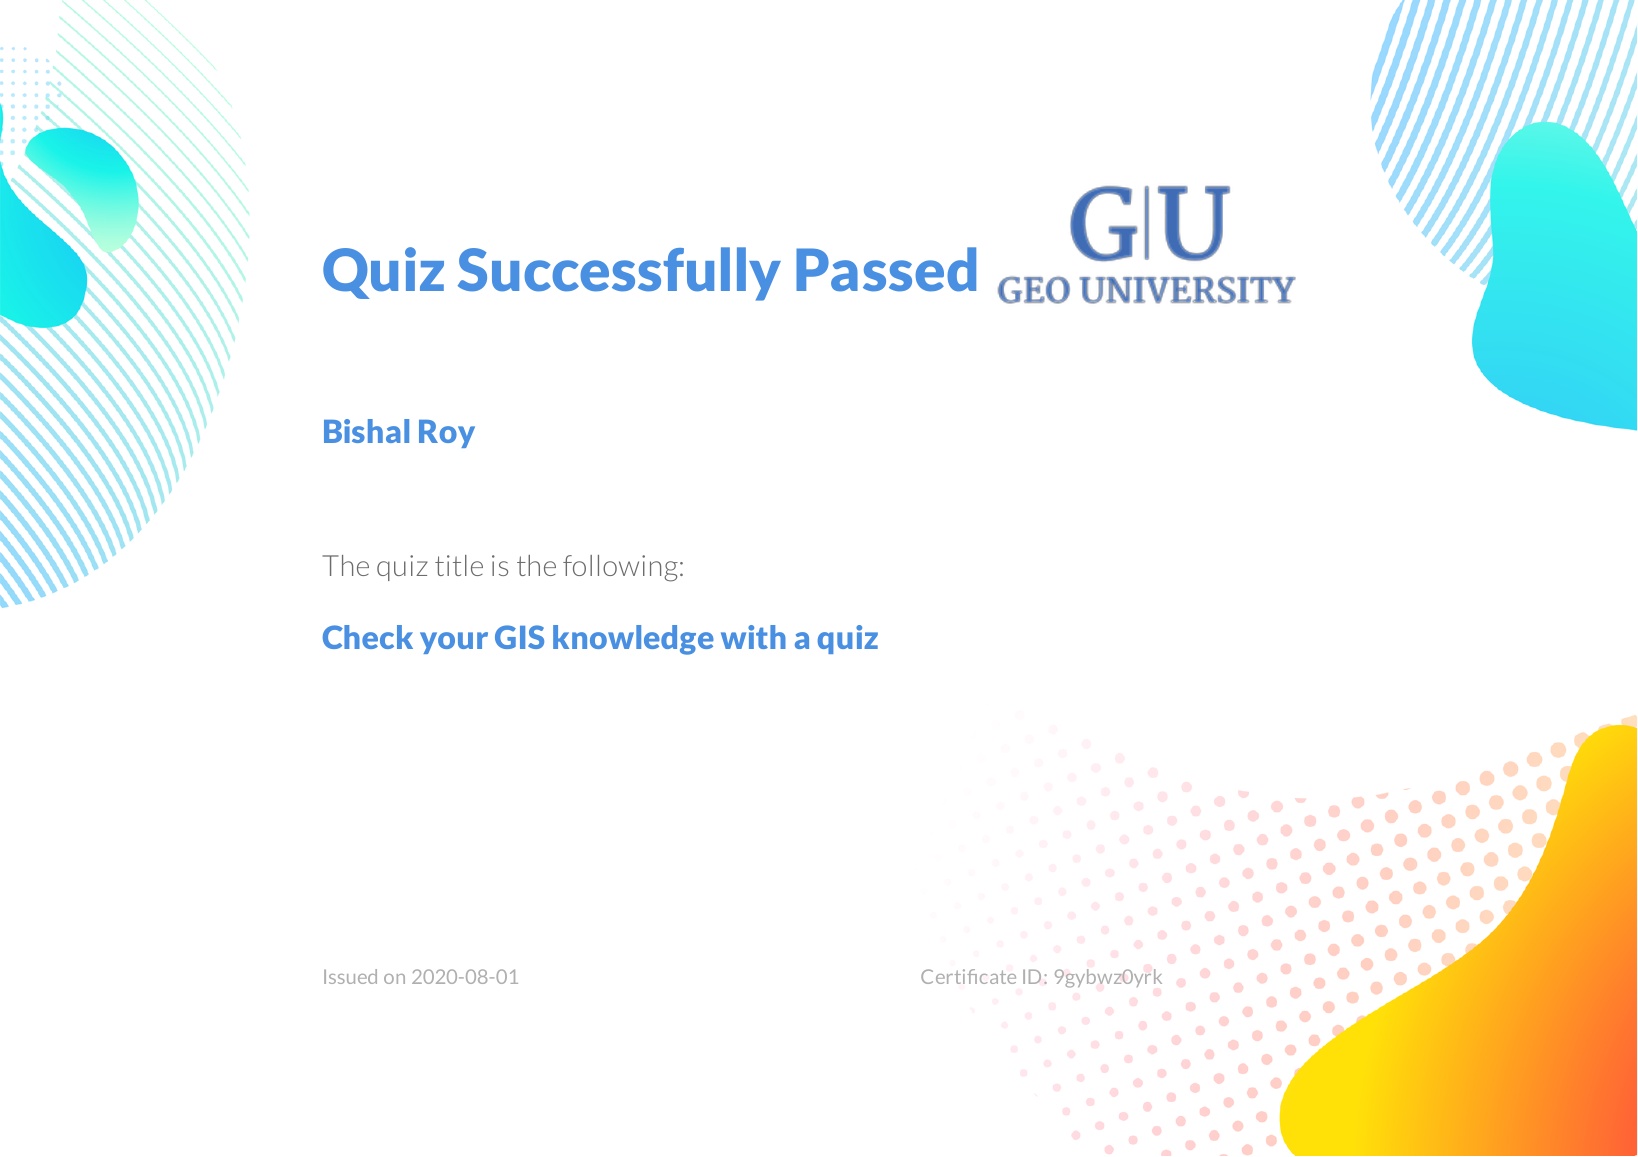 G|U
GEO UNIVERSITY
Quiz Successfully Passed
Bishal Roy
The quiz title is the following:
Check your GIS knowledge with a quiz
Issued on 2020-08-01
Certificate ID: 9gybwz0yrk